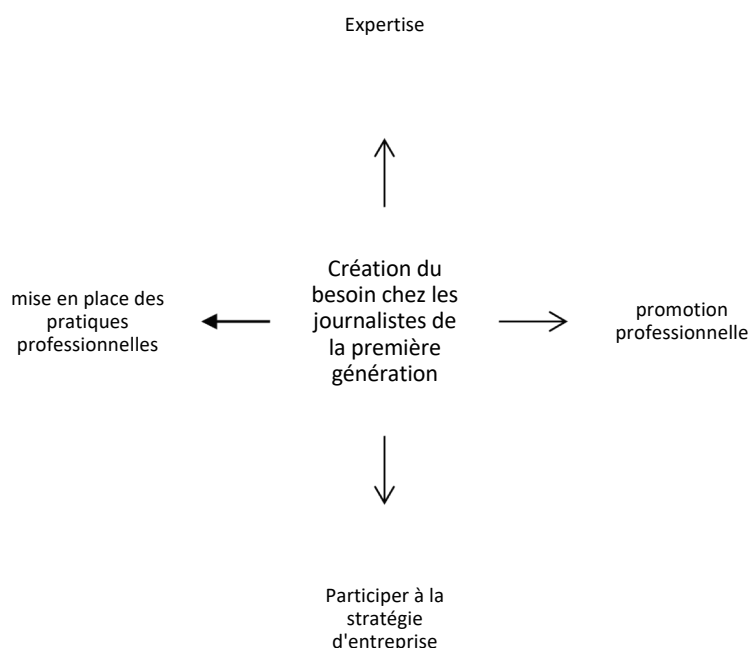 Expertise
mise en place des
pratiques
professionnelles
Création du
besoin chez les
journalistes de
la première
génération
promotion
professionnelle
Participer à la
stratégie
d'entreprise